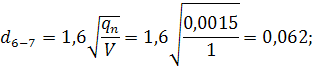 d₆₋₇ = 1,6√(qₙ/V) = 1,6√(0,0015/1) = 0,062;